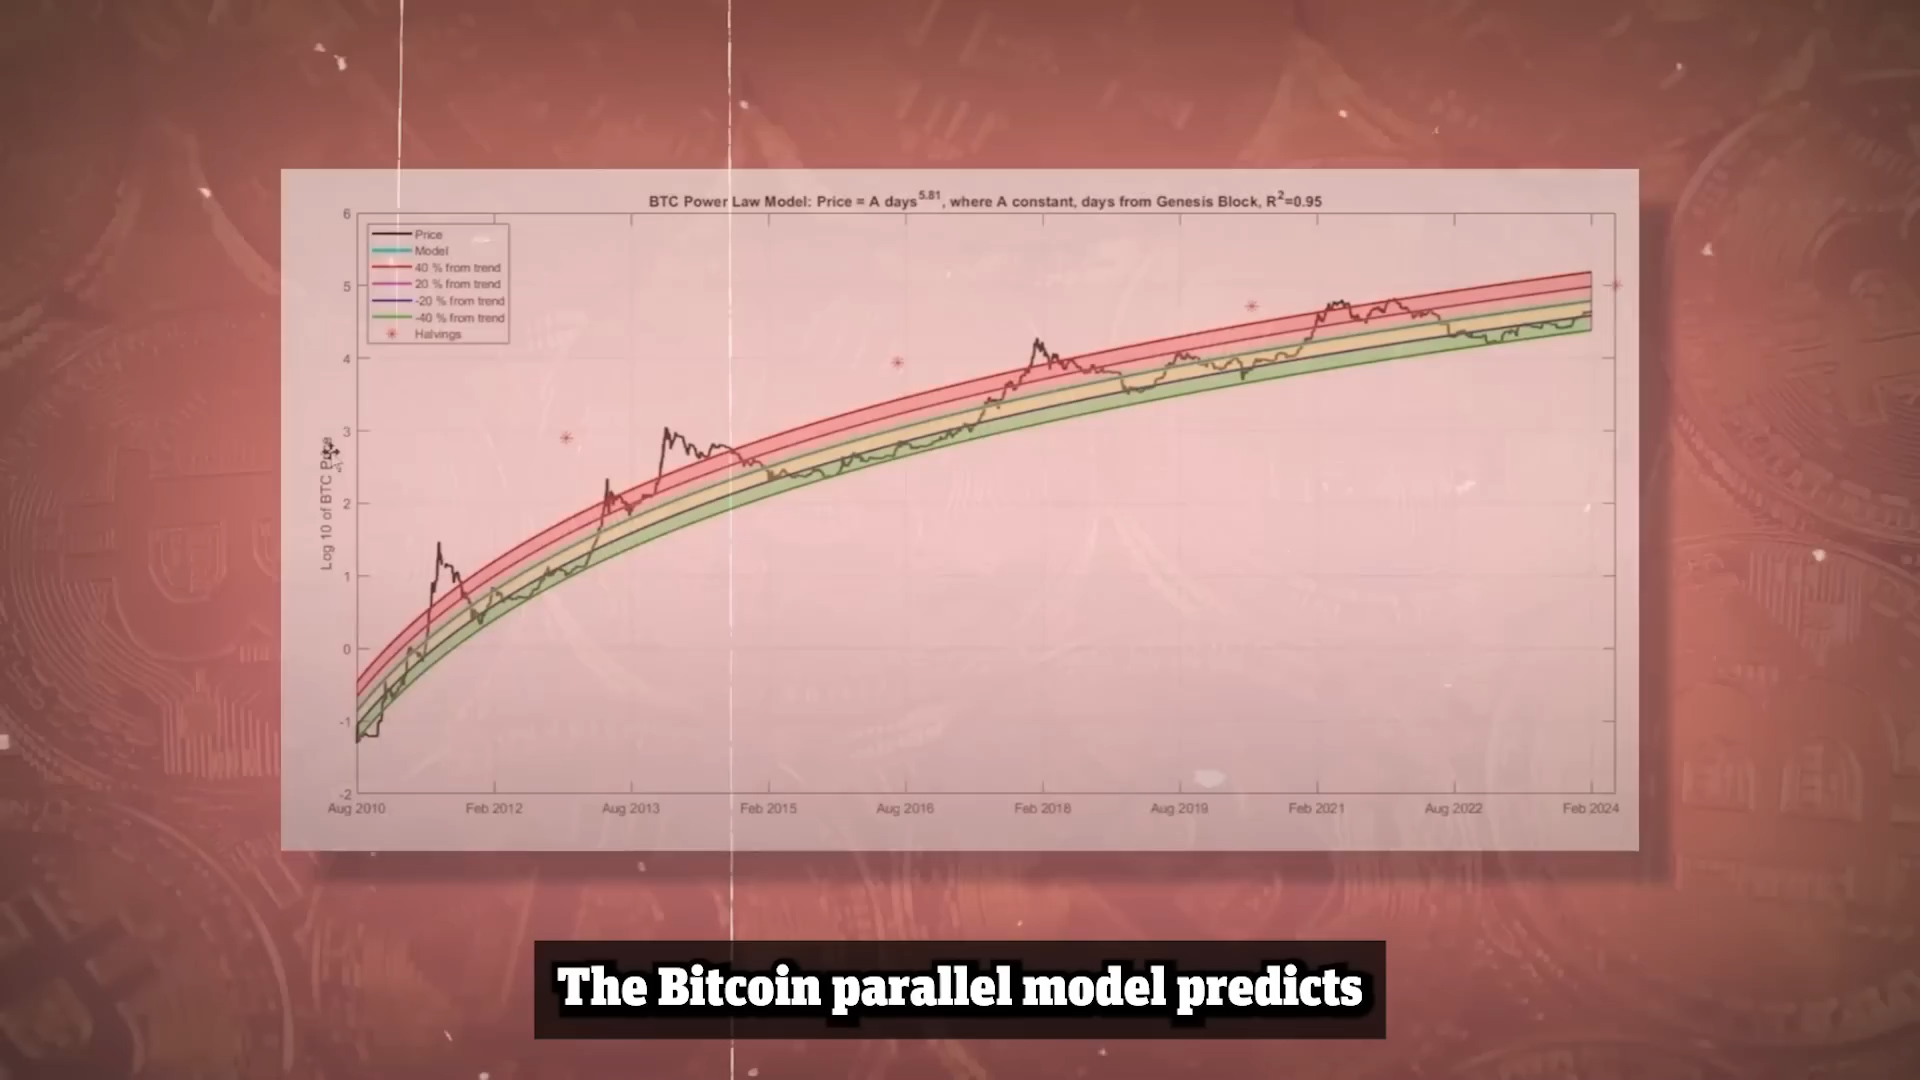 BTC Power Law Model: Price = A days^5.81, where A constant, days from Genesis Block, R^2=0.95
Price
Model
40 % from trend
20 % from trend
-20 % from trend
-40 % from trend
Halvings
6
5
4
3
2
1
0
-1
-2
Log 10 of BTC Price
Aug 2010 Feb 2012 Aug 2013 Feb 2015 Aug 2016 Feb 2018 Aug 2019 Feb 2021 Aug 2022 Feb 2024
The Bitcoin parallel model predicts